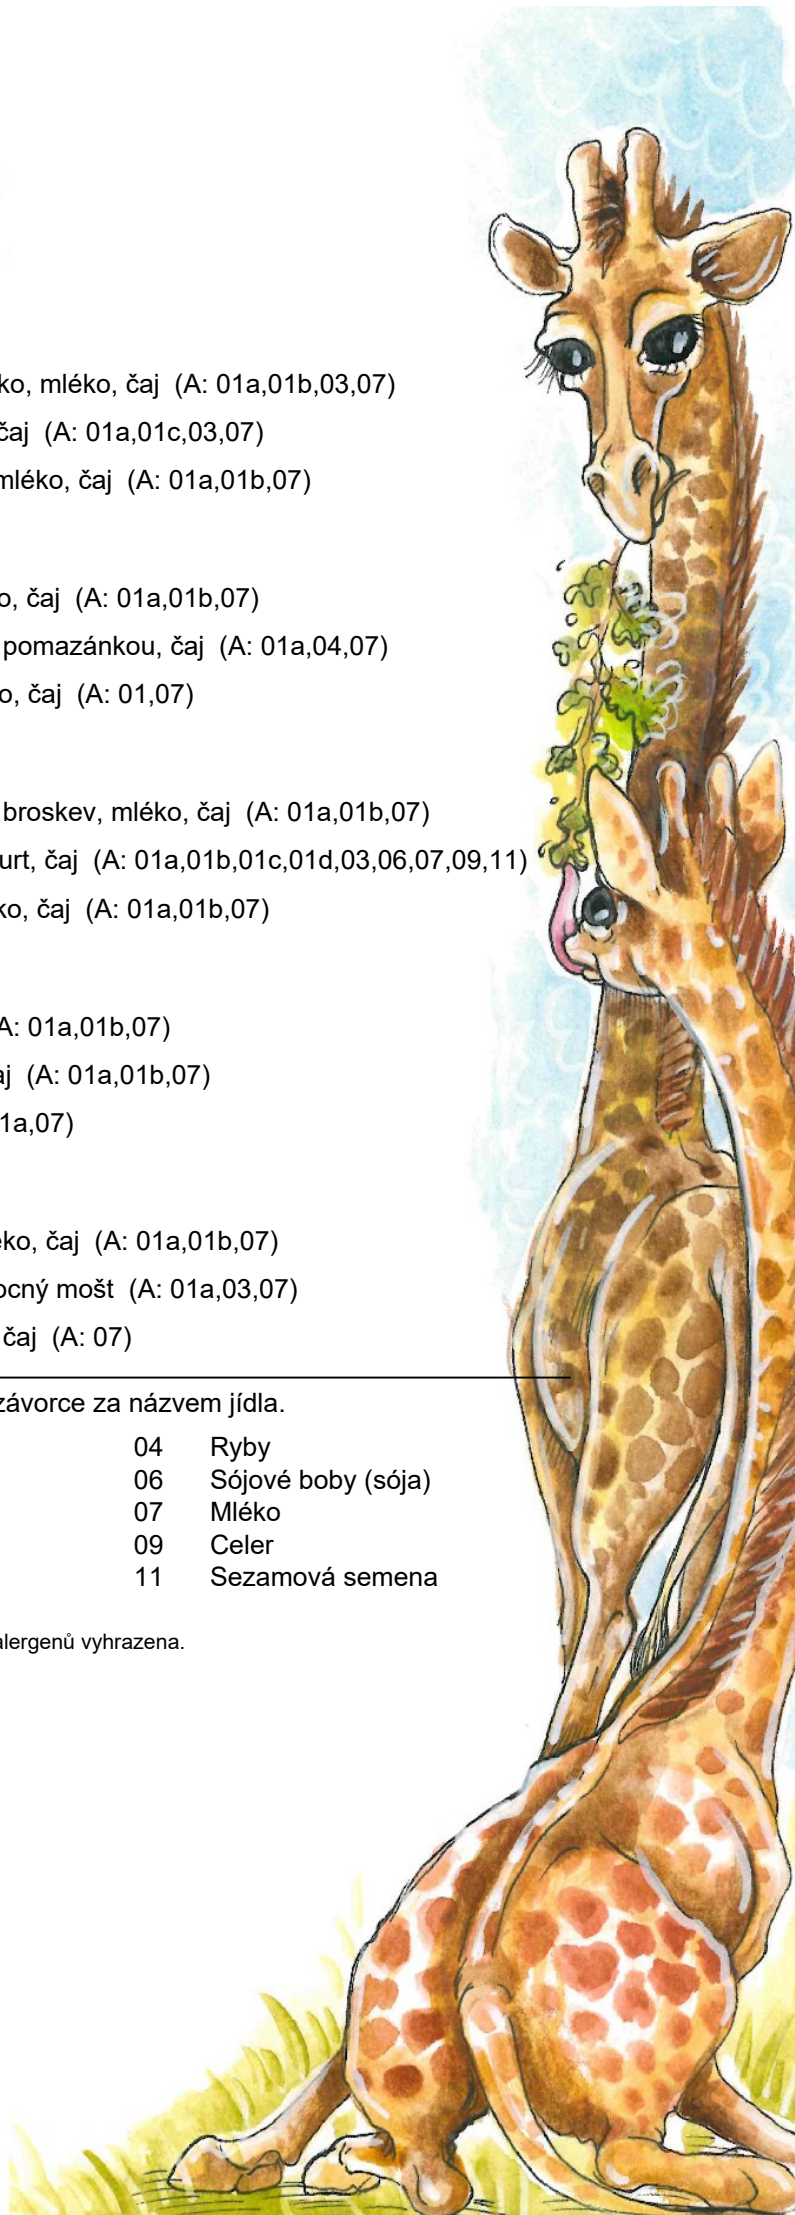 ko, mléko, čaj (A: 01a,01b,03,07)
čaj (A: 01a,01c,03,07)
mléko, čaj (A: 01a,01b,07)
o, čaj (A: 01a,01b,07)
pomazánkou, čaj (A: 01a,04,07)
o, čaj (A: 01,07)
broskev, mléko, čaj (A: 01a,01b,07)
urt, čaj (A: 01a,01b,01c,01d,03,06,07,09,11)
ko, čaj (A: 01a,01b,07)
A: 01a,01b,07)
aj (A: 01a,01b,07)
1a,07)
éko, čaj (A: 01a,01b,07)
ocný mošt (A: 01a,03,07)
čaj (A: 07)
závorce za názvem jídla.
04 Ryby
06 Sójové boby (sója)
07 Mléko
09 Celer
11 Sezamová semena
alergenů vyhrazena.